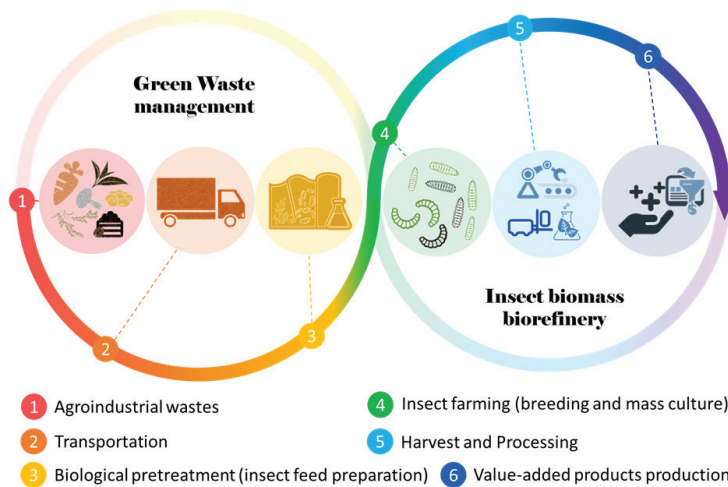 Green Waste
management
1
2
3
4
5
6
Insect biomass
biorefinery
1 Agroindustrial wastes
2 Transportation
3 Biological pretreatment (insect feed preparation)
4 Insect farming (breeding and mass culture)
5 Harvest and Processing
6 Value-added products production